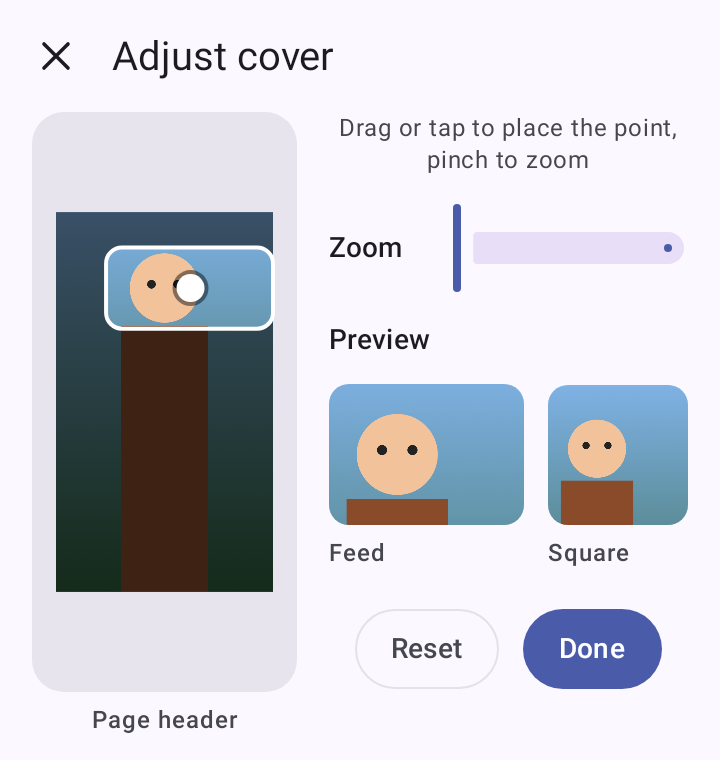 Adjust cover
Drag or tap to place the point,
pinch to zoom
Zoom
Preview
Feed
Square
Reset
Done
Page header